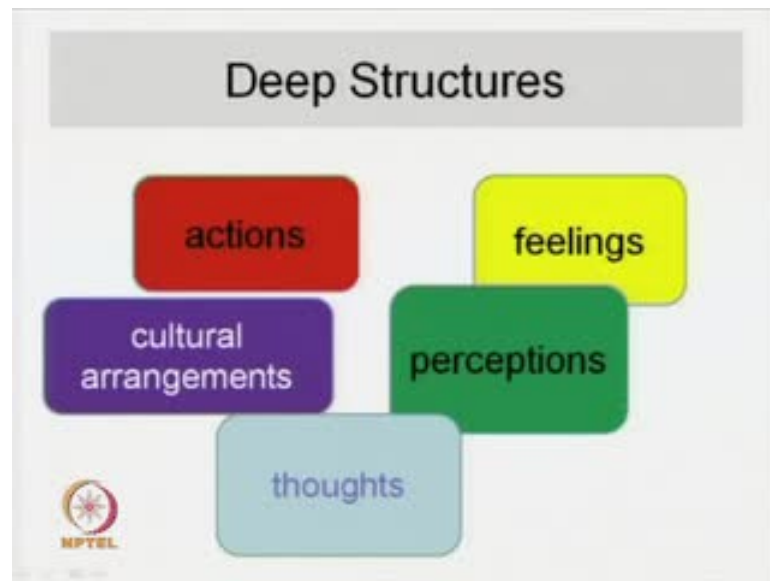 Deep Structures
actions
feelings
cultural
arrangements
perceptions
thoughts
NPTEL